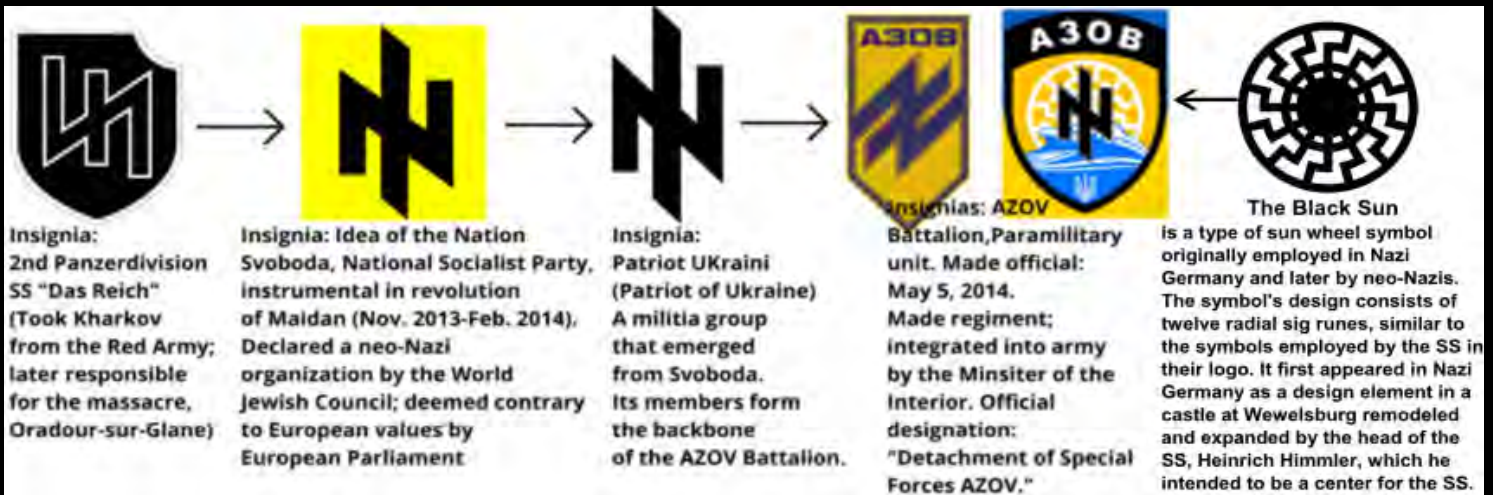 АЗОВ
АЗОВ
Insignia:
2nd Panzerdivision
SS "Das Reich"
(Took Kharkov
from the Red Army;
later responsible
for the massacre,
Oradour-sur-Glane)
Insignia: Idea of the Nation
Svoboda, National Socialist Party,
instrumental in revolution
of Maidan (Nov. 2013-Feb. 2014).
Declared a neo-Nazi
organization by the World
Jewish Council; deemed contrary
to European values by
European Parliament
Insignia:
Patriot UKraini
(Patriot of Ukraine)
A militia group
that emerged
from Svoboda.
Its members form
the backbone
of the AZOV Battalion.
Insignias: AZOV
Battalion,Paramilitary
unit. Made official:
May 5, 2014.
Made regiment;
integrated into army
by the Minsiter of the
Interior. Official
designation:
"Detachment of Special
Forces AZOV."
The Black Sun
is a type of sun wheel symbol
originally employed in Nazi
Germany and later by neo-Nazis.
The symbol's design consists of
twelve radial sig runes, similar to
the symbols employed by the SS in
their logo. It first appeared in Nazi
Germany as a design element in a
castle at Wewelsburg remodeled
and expanded by the head of the
SS, Heinrich Himmler, which he
intended to be a center for the SS.